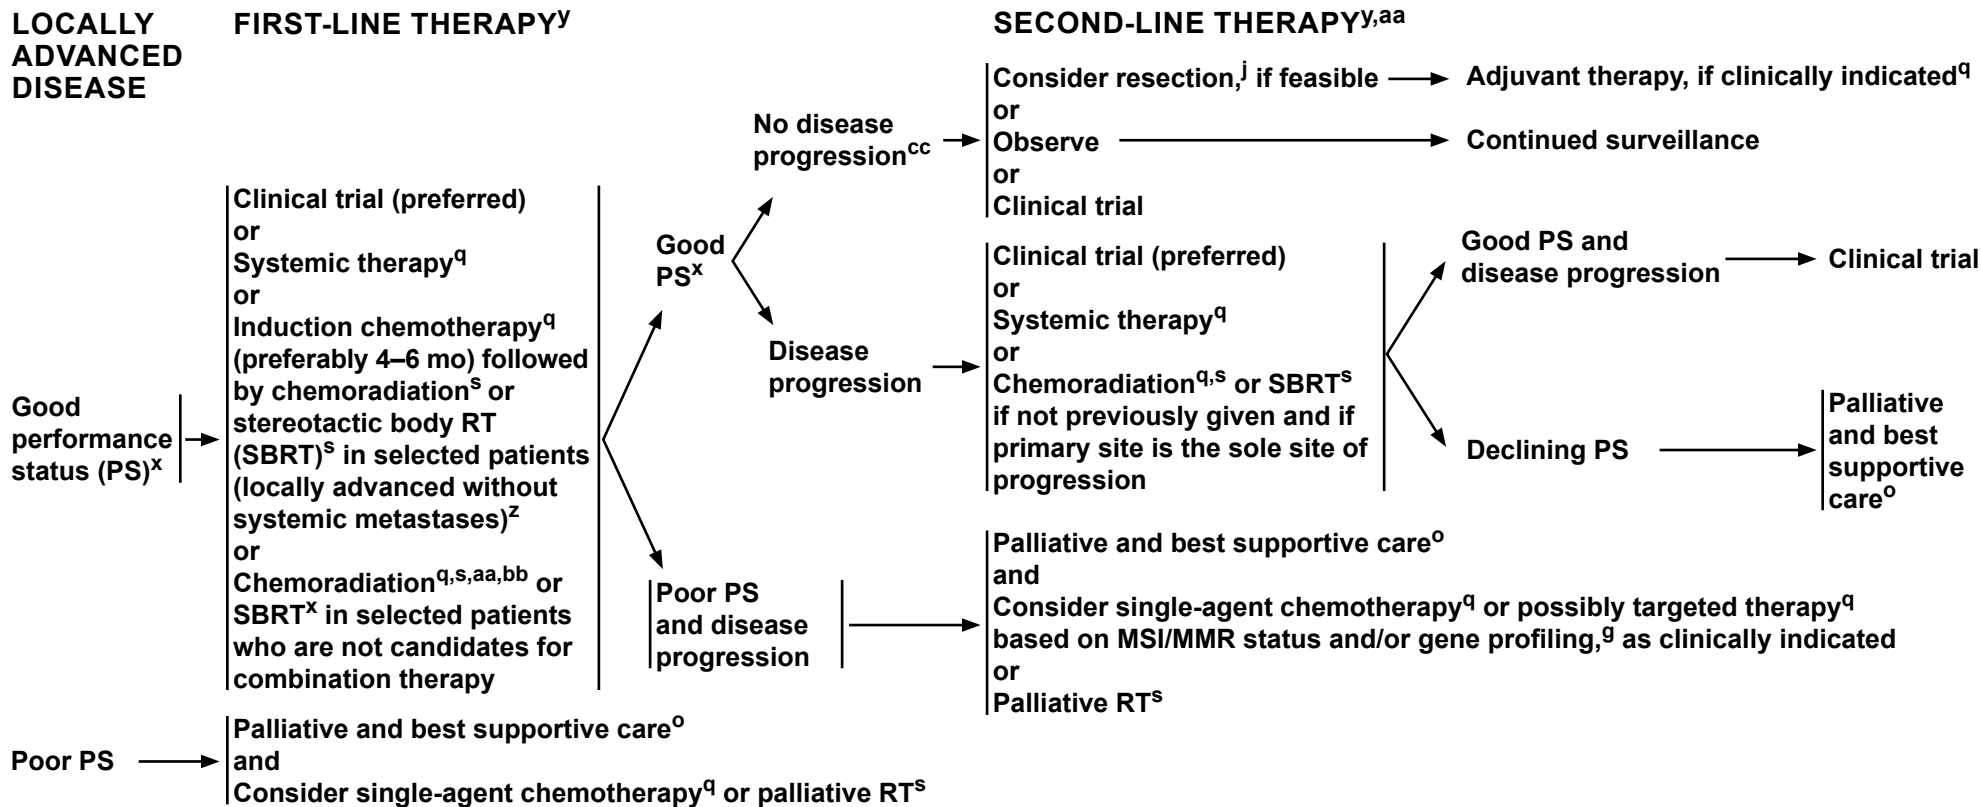 LOCALLY
ADVANCED
DISEASE
FIRST-LINE THERAPYy
SECOND-LINE THERAPYy,aa
Good
performance
status (PS)x
Clinical trial (preferred)
or
Systemic therapyq
or
Induction chemotherapyq
(preferably 4–6 mo) followed
by chemoradiations or
stereotactic body RT
(SBRT)s in selected patients
(locally advanced without
systemic metastases)z
or
Chemoradiationq,s,aa,bb or
SBRTx in selected patients
who are not candidates for
combination therapy
Good
PSx
No disease
progressioncc
Consider resection,j if feasible
or
Observe
or
Clinical trial
Adjuvant therapy, if clinically indicatedq
Continued surveillance
Disease
progression
Clinical trial (preferred)
or
Systemic therapyq
or
Chemoradiationq,s or SBRTs
if not previously given and if
primary site is the sole site of
progression
Good PS and
disease progression
Clinical trial
Declining PS
Palliative
and best
supportive
careo
Poor PS
and disease
progression
Palliative and best supportive careo
and
Consider single-agent chemotherapyq or possibly targeted therapyq
based on MSI/MMR status and/or gene profiling,g as clinically indicated
or
Palliative RTs
Poor PS
Palliative and best supportive careo
and
Consider single-agent chemotherapyq or palliative RTs